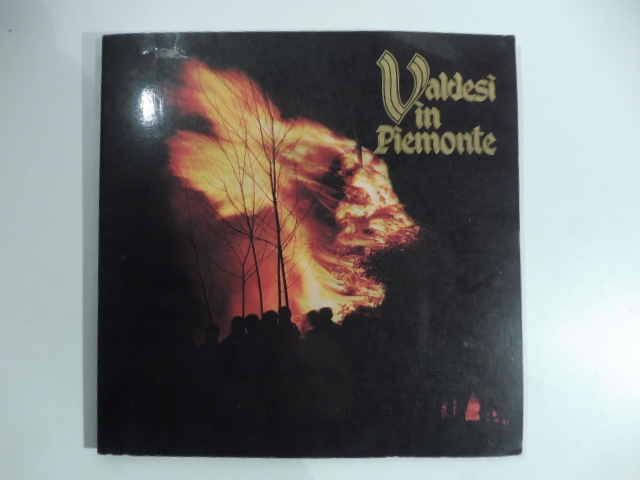 Valdesi
in
Piemonte